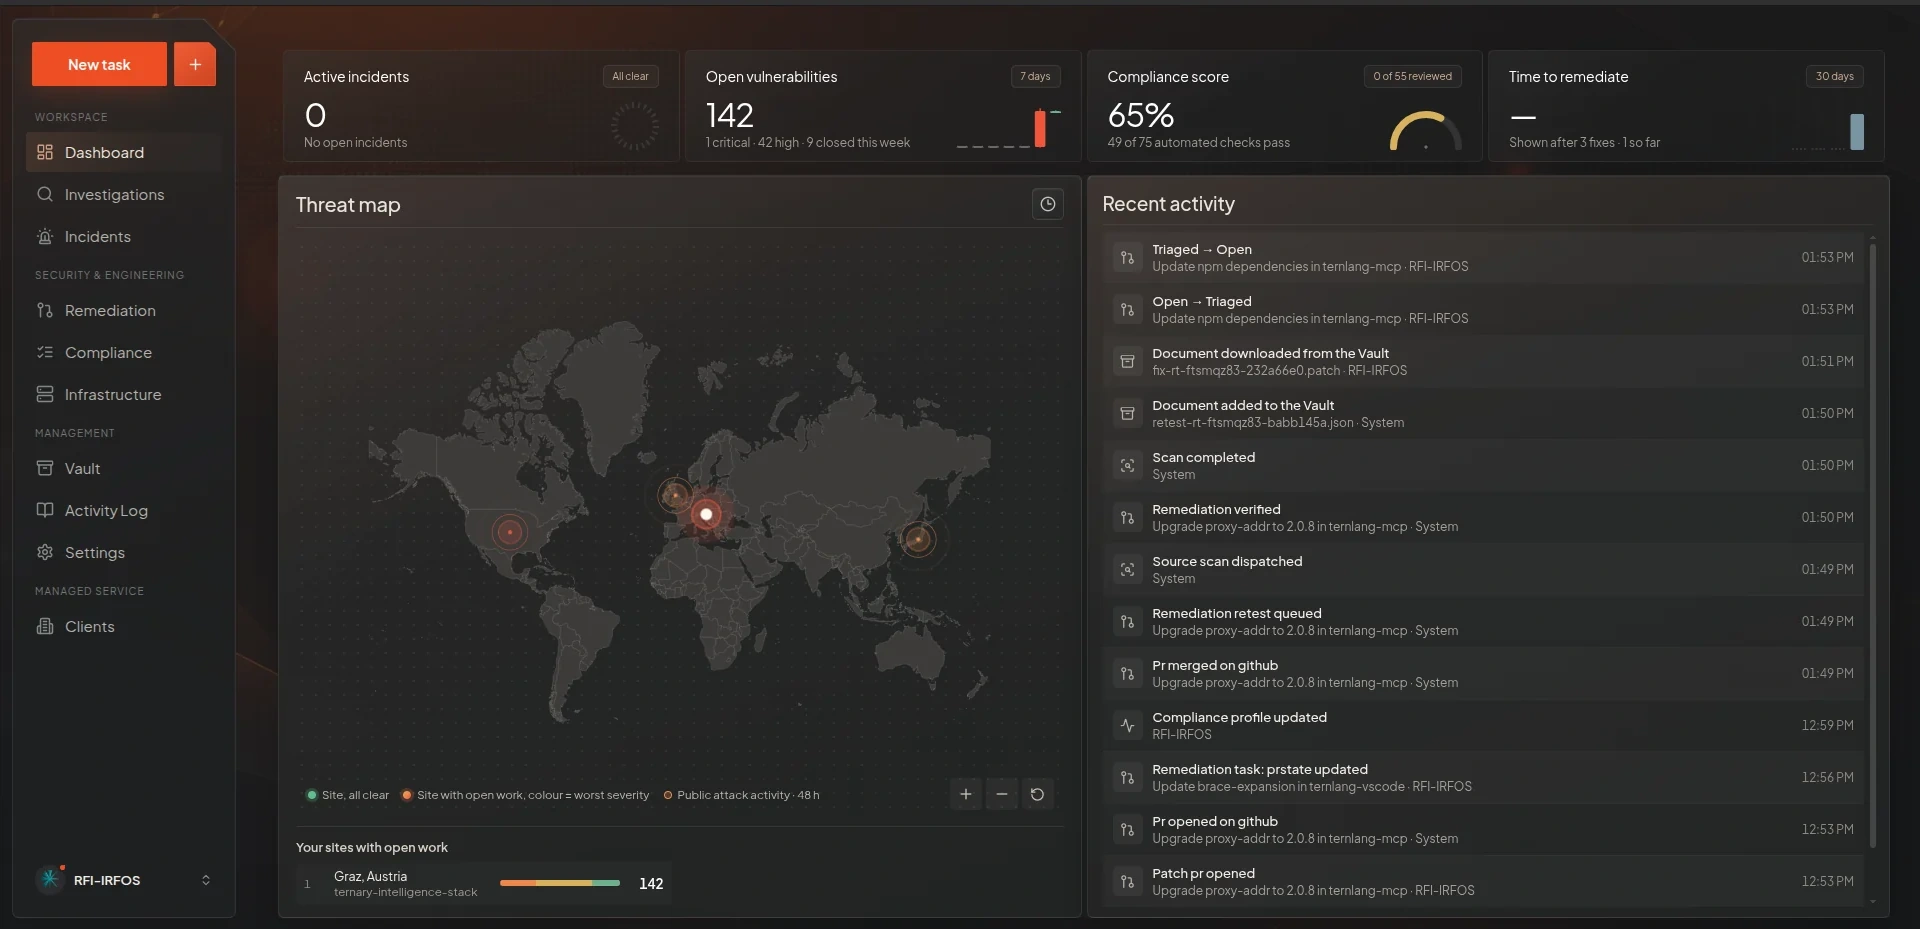 New task
+
WORKSPACE
Dashboard
Investigations
Incidents
SECURITY & ENGINEERING
Remediation
Compliance
Infrastructure
MANAGEMENT
Vault
Activity Log
Settings
MANAGED SERVICE
Clients
RFI-IRFOS
Active incidents
All clear
0
No open incidents
Open vulnerabilities
7 days
142
1 critical · 42 high · 9 closed this week
Compliance score
0 of 55 reviewed
65%
49 of 75 automated checks pass
Time to remediate
30 days
—
Shown after 3 fixes · 1 so far
Threat map
Site, all clear
Site with open work, colour = worst severity
Public attack activity · 48 h
Your sites with open work
1
Graz, Austria
ternary-intelligence-stack
142
Recent activity
Triaged → Open
Update npm dependencies in ternlang-mcp · RFI-IRFOS
01:53 PM
Open → Triaged
Update npm dependencies in ternlang-mcp · RFI-IRFOS
01:53 PM
Document downloaded from the Vault
fix-rt-ftsmqz83-232a66e0.patch · RFI-IRFOS
01:51 PM
Document added to the Vault
retest-rt-ftsmqz83-babb145a.json · System
01:50 PM
Scan completed
System
01:50 PM
Remediation verified
Upgrade proxy-addr to 2.0.8 in ternlang-mcp · System
01:50 PM
Source scan dispatched
System
01:49 PM
Remediation retest queued
Upgrade proxy-addr to 2.0.8 in ternlang-mcp · System
01:49 PM
Pr merged on github
Upgrade proxy-addr to 2.0.8 in ternlang-mcp · System
01:49 PM
Compliance profile updated
RFI-IRFOS
12:59 PM
Remediation task: prstate updated
Update brace-expansion in ternlang-vscode · RFI-IRFOS
12:56 PM
Pr opened on github
Upgrade proxy-addr to 2.0.8 in ternlang-mcp · System
12:53 PM
Patch pr opened
Upgrade proxy-addr to 2.0.8 in ternlang-mcp · RFI-IRFOS
12:53 PM